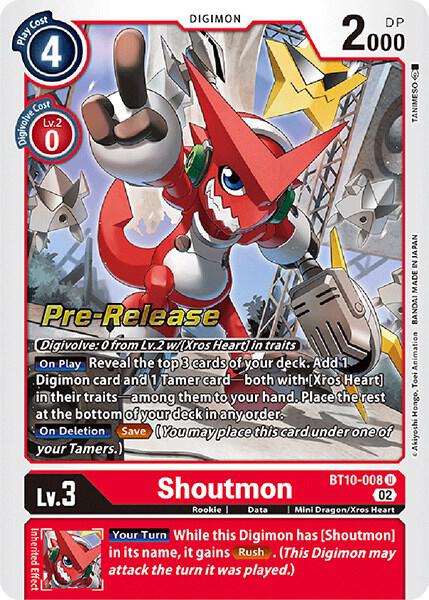 DIGIMON
Play Cost
4
2000
DP
Digivolve Cost
Lv.2
0
TANIMESO
© Akiyoshi Hongo, Toei Animation BANDAI MADE IN JAPAN
Pre-Release
Digivolve: 0 from Lv.2 w/[Xros Heart] in traits
On Play Reveal the top 3 cards of your deck. Add 1
Digimon card and 1 Tamer card—both with [Xros Heart]
in their traits—among them to your hand. Place the rest
at the bottom of your deck in any order.
On Deletion Save (You may place this card under one of
your Tamers.)
Lv.3
Shoutmon
BT10-008 U
02
Rookie | Data | Mini Dragon/Xros Heart
Inherited Effect
Your Turn While this Digimon has [Shoutmon]
in its name, it gains Rush. (This Digimon may
attack the turn it was played.)